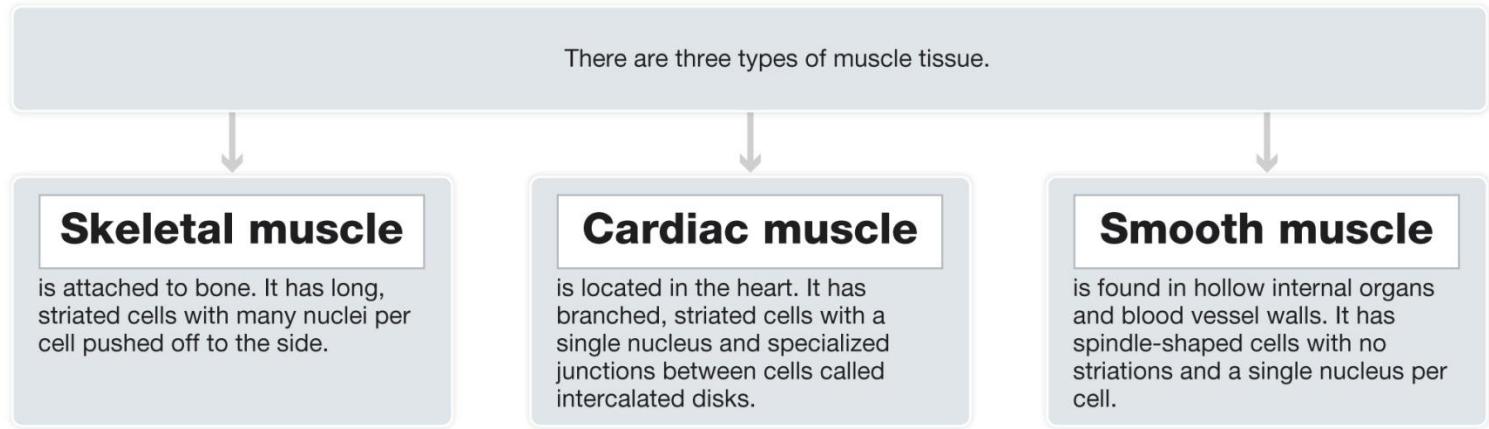 There are three types of muscle tissue.
Skeletal muscle
is attached to bone. It has long,
striated cells with many nuclei per
cell pushed off to the side.
Cardiac muscle
is located in the heart. It has
branched, striated cells with a
single nucleus and specialized
junctions between cells called
intercalated disks.
Smooth muscle
is found in hollow internal organs
and blood vessel walls. It has
spindle-shaped cells with no
striations and a single nucleus per
cell.